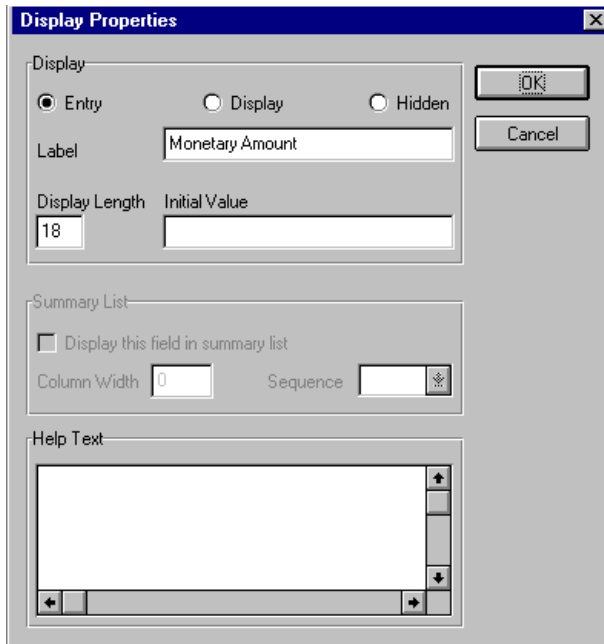 Display Properties
Display
Entry Display Hidden
OK
Cancel
Label Monetary Amount
Display Length Initial Value
18
Summary List
Display this field in summary list
Column Width 0 Sequence
Help Text